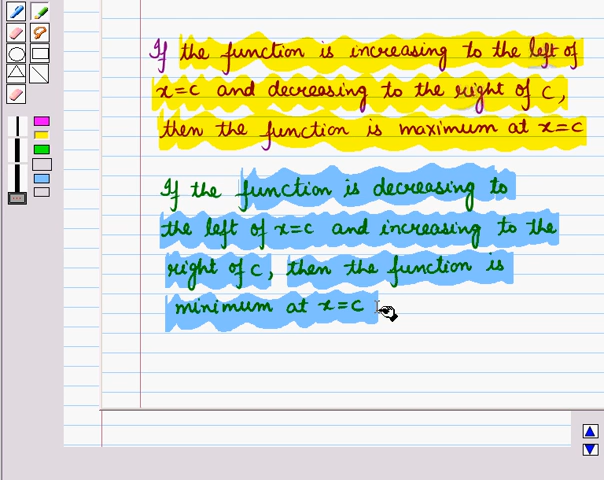 If the function is increasing to the left of
x=c and decreasing to the right of c,
then the function is maximum at x=c
If the function is decreasing to
the left of x=c and increasing to the
right of c, then the function is
minimum at x=c